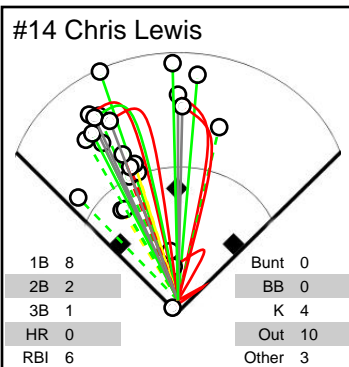 #14 Chris Lewis
1B 8 Bunt 0
2B 2 BB 0
3B 1 K 4
HR 0 Out 10
RBI 6 Other 3